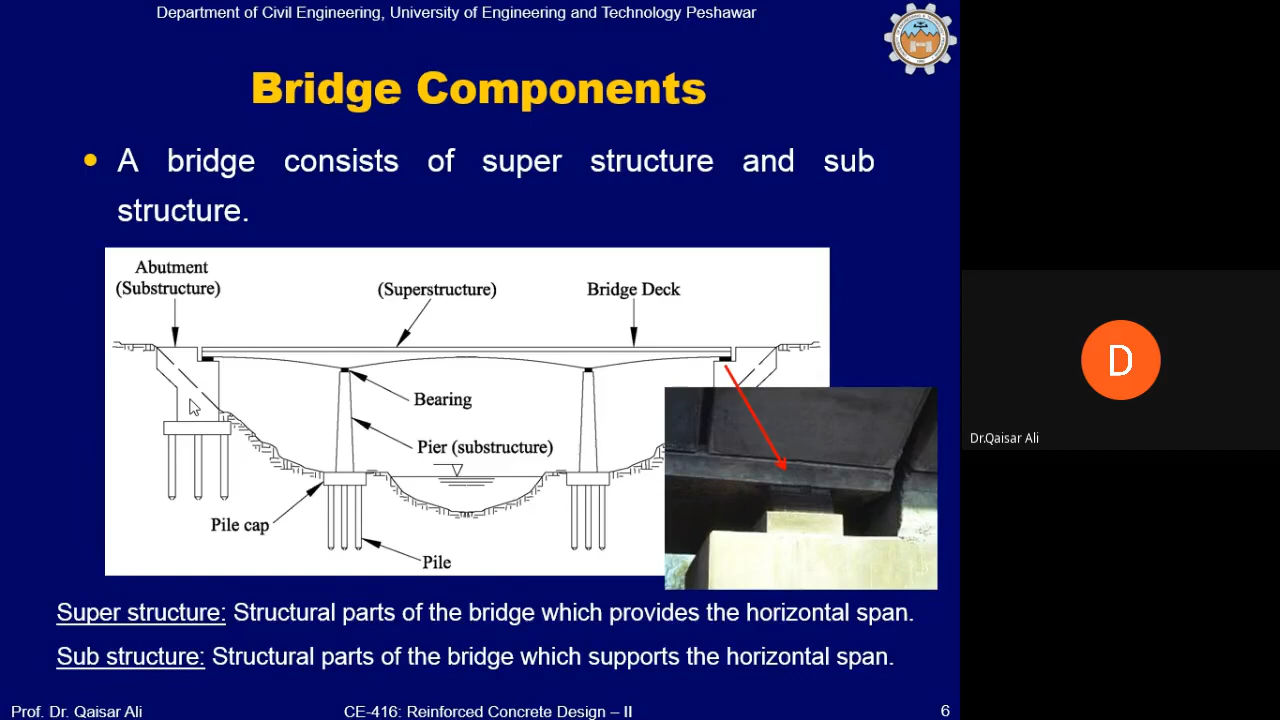 Department of Civil Engineering, University of Engineering and Technology Peshawar
Bridge Components
• A bridge consists of super structure and sub
structure.
Abutment
(Substructure)
(Superstructure)
Bridge Deck
Bearing
Pier (substructure)
Pile cap
Pile
Super structure: Structural parts of the bridge which provides the horizontal span.
Sub structure: Structural parts of the bridge which supports the horizontal span.
Prof. Dr. Qaisar Ali
CE-416: Reinforced Concrete Design – II
6
D
Dr.Qaisar Ali